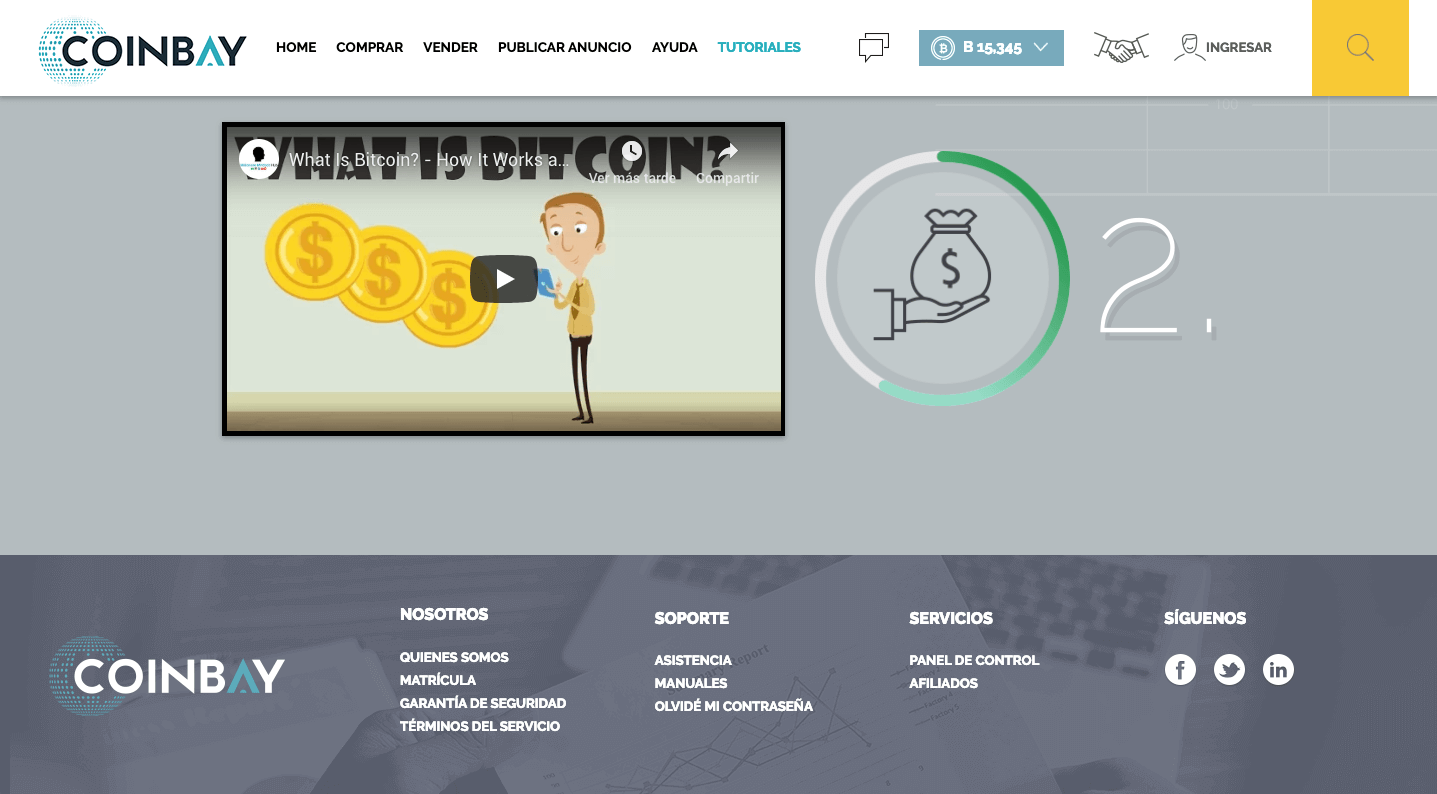 COINBAY
HOME COMPRAR VENDER PUBLICAR ANUNCIO AYUDA TUTORIALES
B 15,345
INGRESAR
100
WHAT IS BITCOIN?
What Is Bitcoin? - How It Works a...
Ver más tarde Compartir
$ $ $
$
2.
COINBAY
NOSOTROS
QUIENES SOMOS
MATRÍCULA
GARANTÍA DE SEGURIDAD
TÉRMINOS DEL SERVICIO
SOPORTE
ASISTENCIA
MANUALES
OLVIDÉ MI CONTRASEÑA
Report
SERVICIOS
PANEL DE CONTROL
AFILIADOS
SÍGUENOS